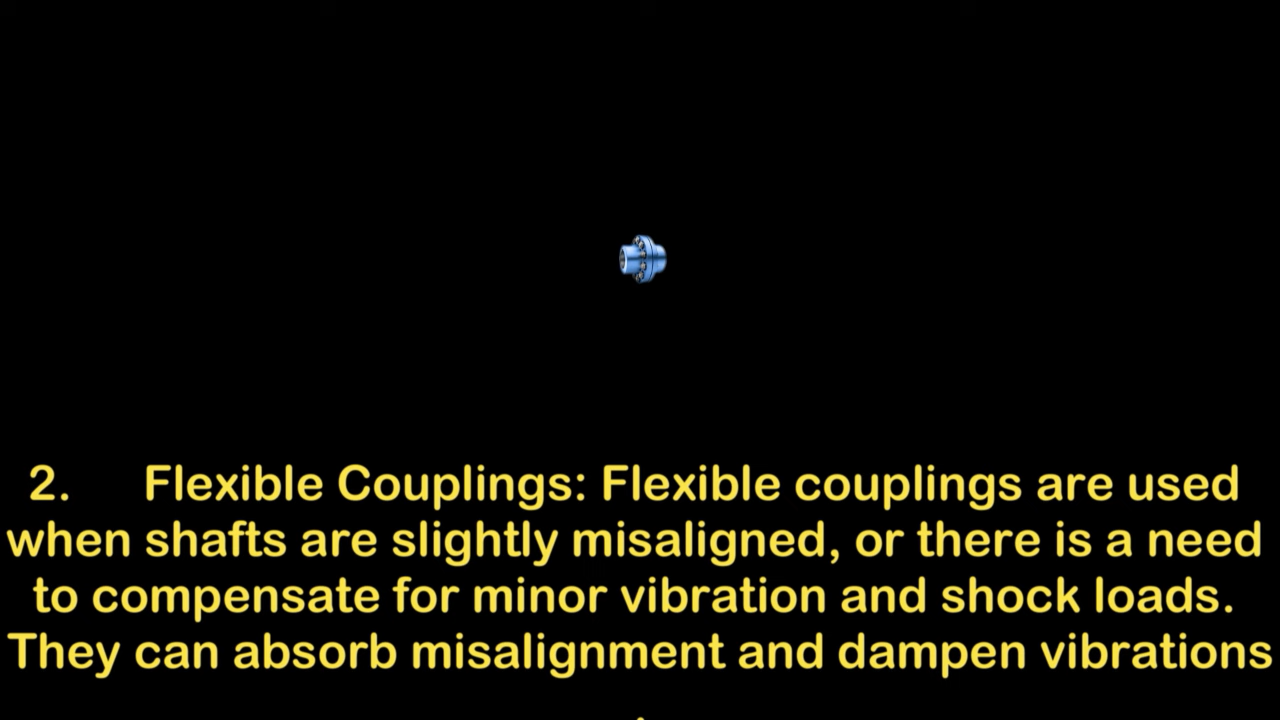 2. Flexible Couplings: Flexible couplings are used
when shafts are slightly misaligned, or there is a need
to compensate for minor vibration and shock loads.
They can absorb misalignment and dampen vibrations
.